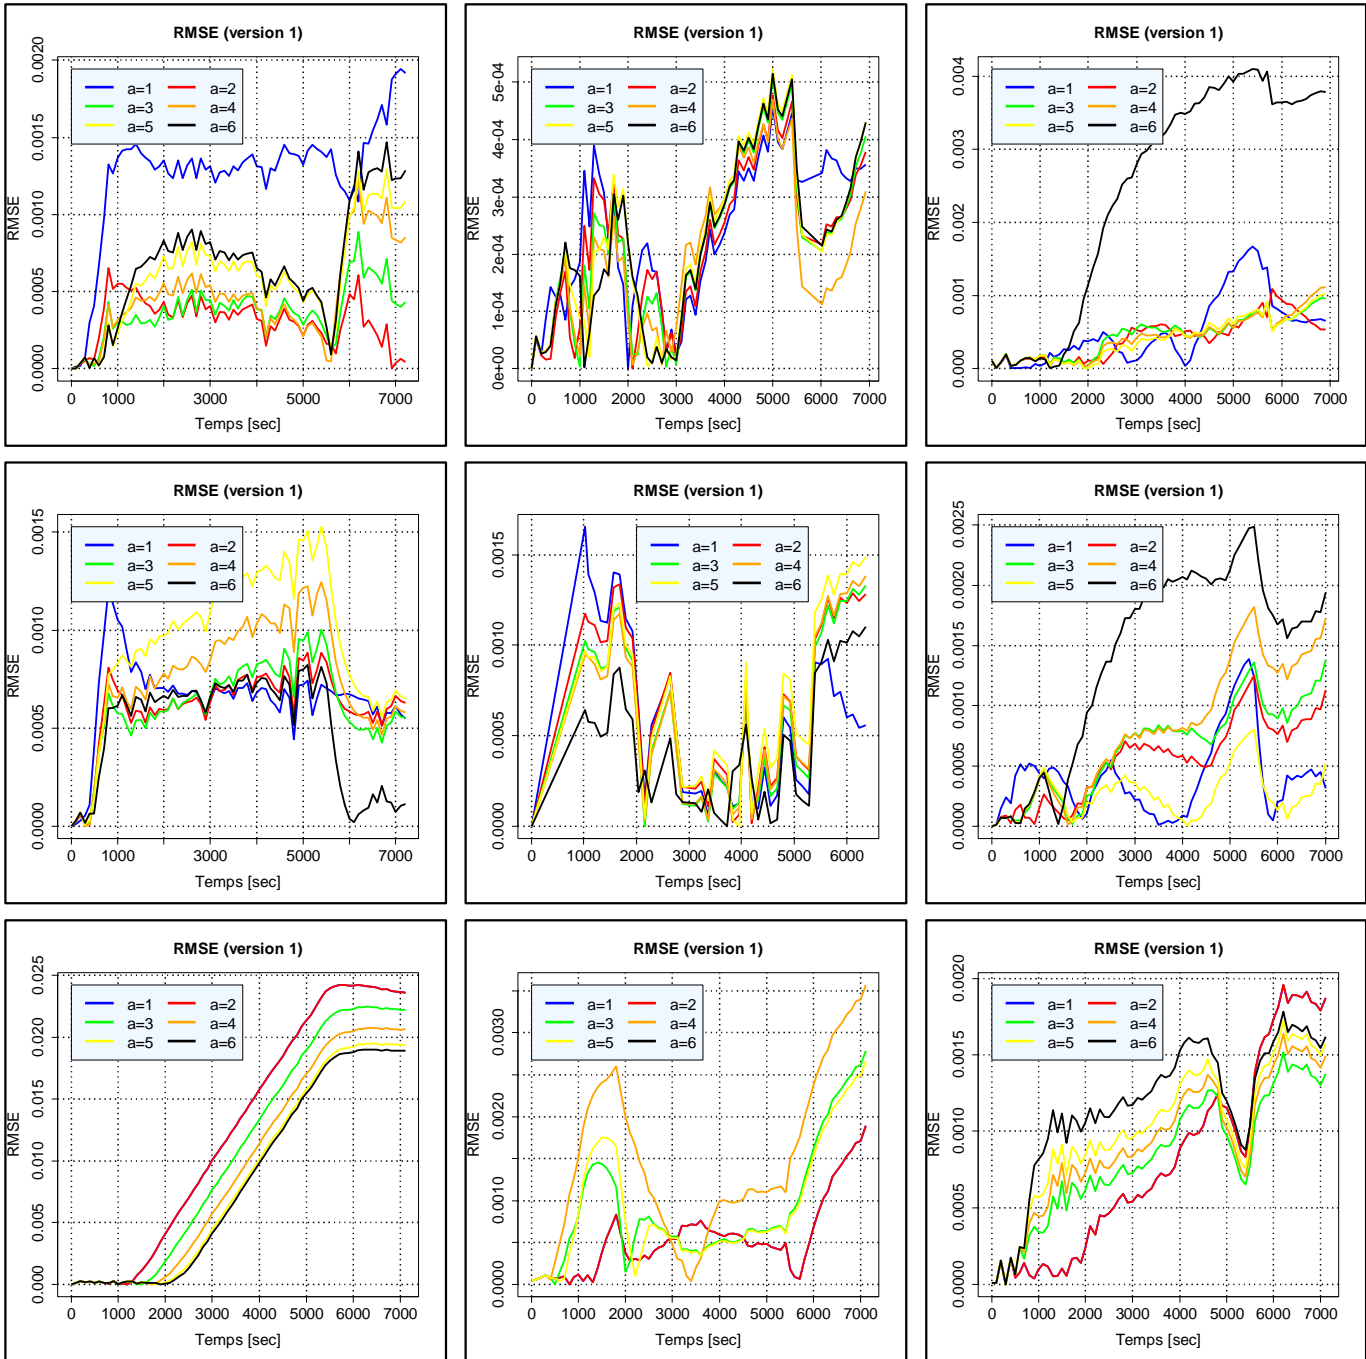 RMSE (version 1)
RMSE
0.0000 0.0005 0.0010 0.0015 0.0020
a=1 a=2
a=3 a=4
a=5 a=6
0 1000 3000 5000 7000
Temps [sec]
RMSE (version 1)
RMSE
0e+00 1e-04 2e-04 3e-04 4e-04 5e-04
a=1 a=2
a=3 a=4
a=5 a=6
0 1000 2000 3000 4000 5000 6000 7000
Temps [sec]
RMSE (version 1)
RMSE
0.000 0.001 0.002 0.003 0.004
a=1 a=2
a=3 a=4
a=5 a=6
0 1000 2000 3000 4000 5000 6000 7000
Temps [sec]
RMSE (version 1)
RMSE
0.0000 0.0005 0.0010 0.0015
a=1 a=2
a=3 a=4
a=5 a=6
0 1000 3000 5000 7000
Temps [sec]
RMSE (version 1)
RMSE
0.0000 0.0005 0.0010 0.0015
a=1 a=2
a=3 a=4
a=5 a=6
0 1000 2000 3000 4000 5000 6000
Temps [sec]
RMSE (version 1)
RMSE
0.0000 0.0005 0.0010 0.0015 0.0020 0.0025
a=1 a=2
a=3 a=4
a=5 a=6
0 1000 2000 3000 4000 5000 6000 7000
Temps [sec]
RMSE (version 1)
RMSE
0.000 0.005 0.010 0.015 0.020 0.025
a=1 a=2
a=3 a=4
a=5 a=6
0 1000 2000 3000 4000 5000 6000 7000
Temps [sec]
RMSE (version 1)
RMSE
0.0000 0.0010 0.0020 0.0030
a=1 a=2
a=3 a=4
a=5 a=6
0 1000 2000 3000 4000 5000 6000 7000
Temps [sec]
RMSE (version 1)
RMSE
0.0000 0.0005 0.0010 0.0015 0.0020
a=1 a=2
a=3 a=4
a=5 a=6
0 1000 2000 3000 4000 5000 6000 7000
Temps [sec]